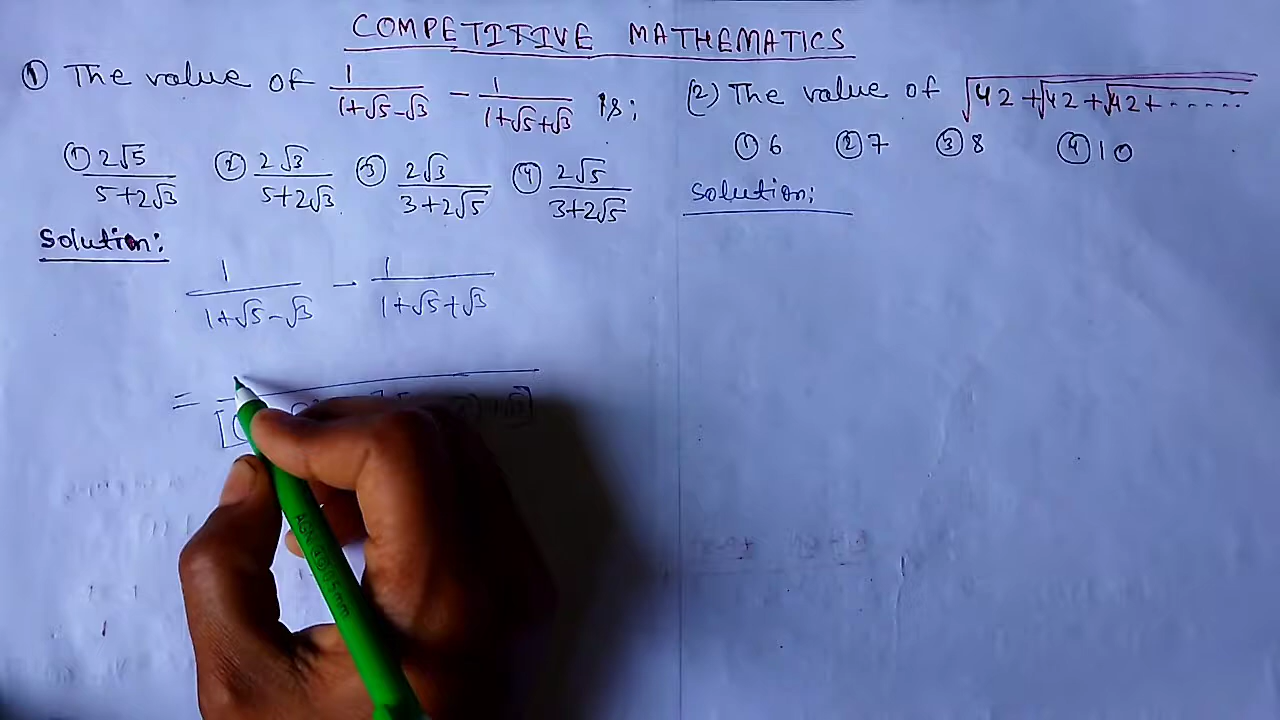 COMPETITIVE MATHEMATICS
① The value of 1/(1+√5-√3) - 1/(1+√5+√3) is:
① 2√5/(5+2√3) ② 2√3/(5+2√3) ③ 2√3/(3+2√5) ④ 2√5/(3+2√5)
Solution:
1/(1+√5-√3) - 1/(1+√5+√3)
=
(2) The value of √42+√42+√42+......
① 6 ② 7 ③ 8 ④ 10
Solution: